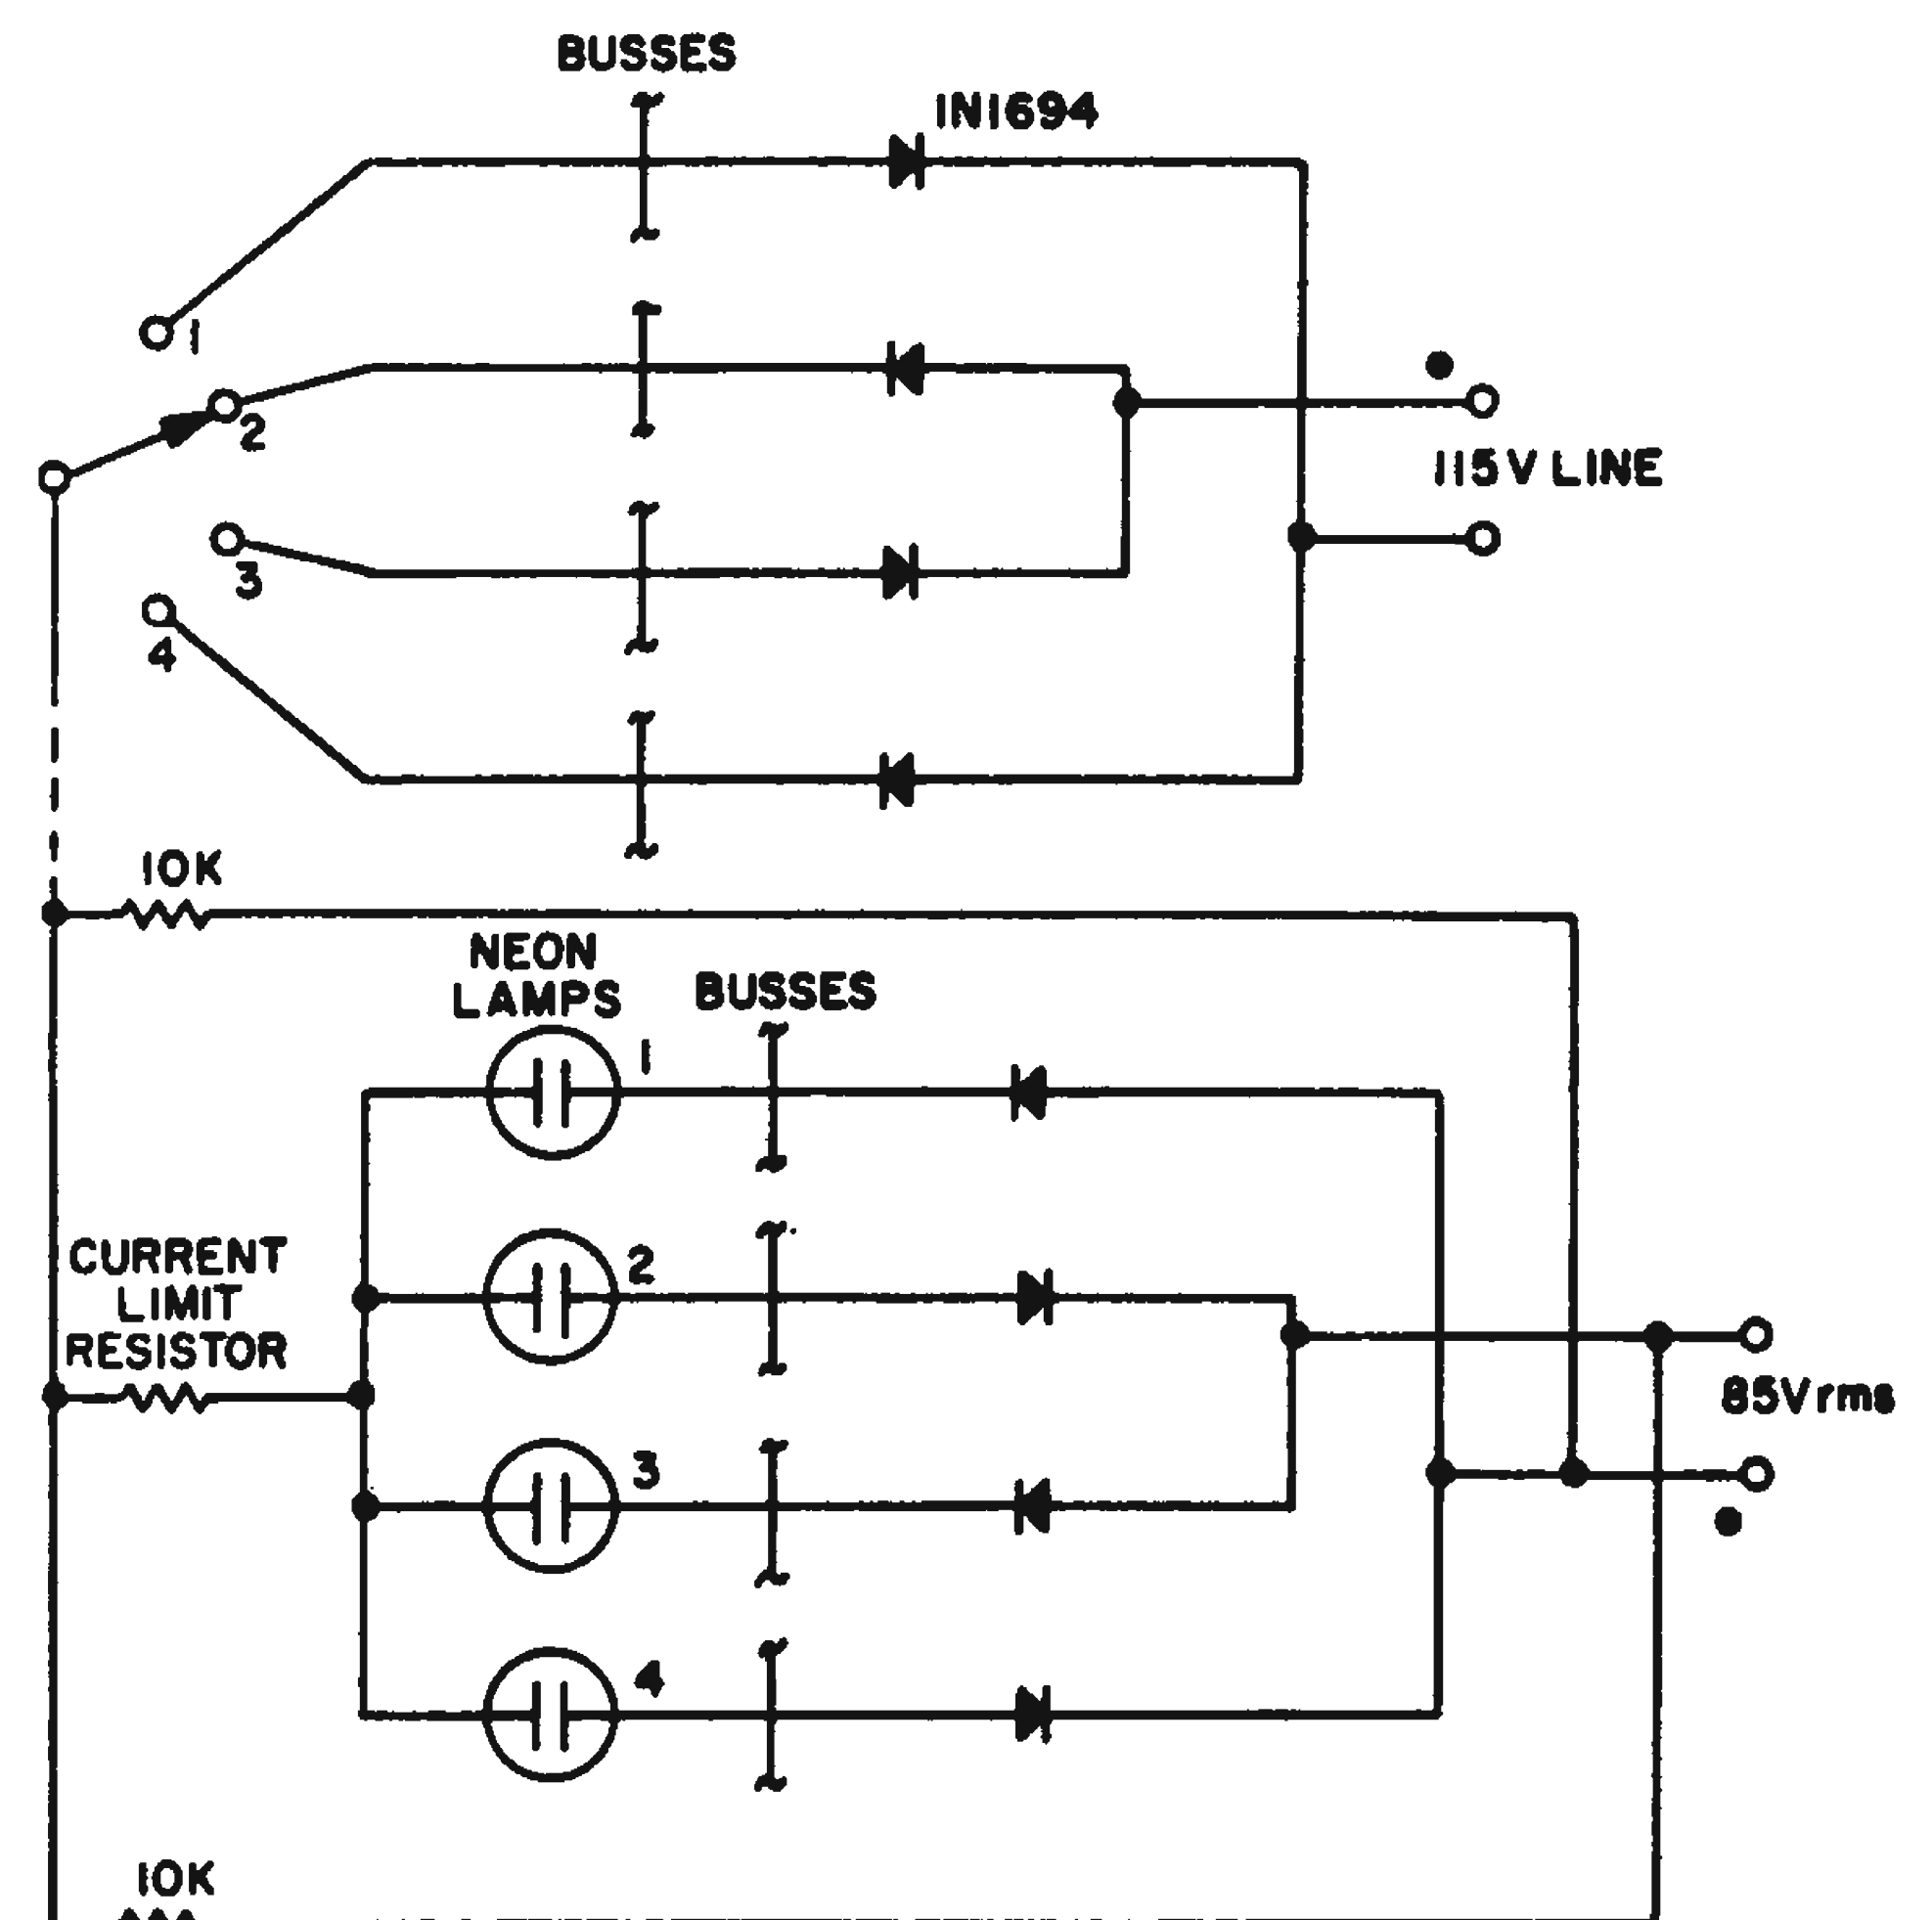 BUSSES
IN1694
1
2
115V LINE
3
4
10K
NEON
LAMPS
BUSSES
1
CURRENT
LIMIT
RESISTOR
2
85Vrms
3
4
10K